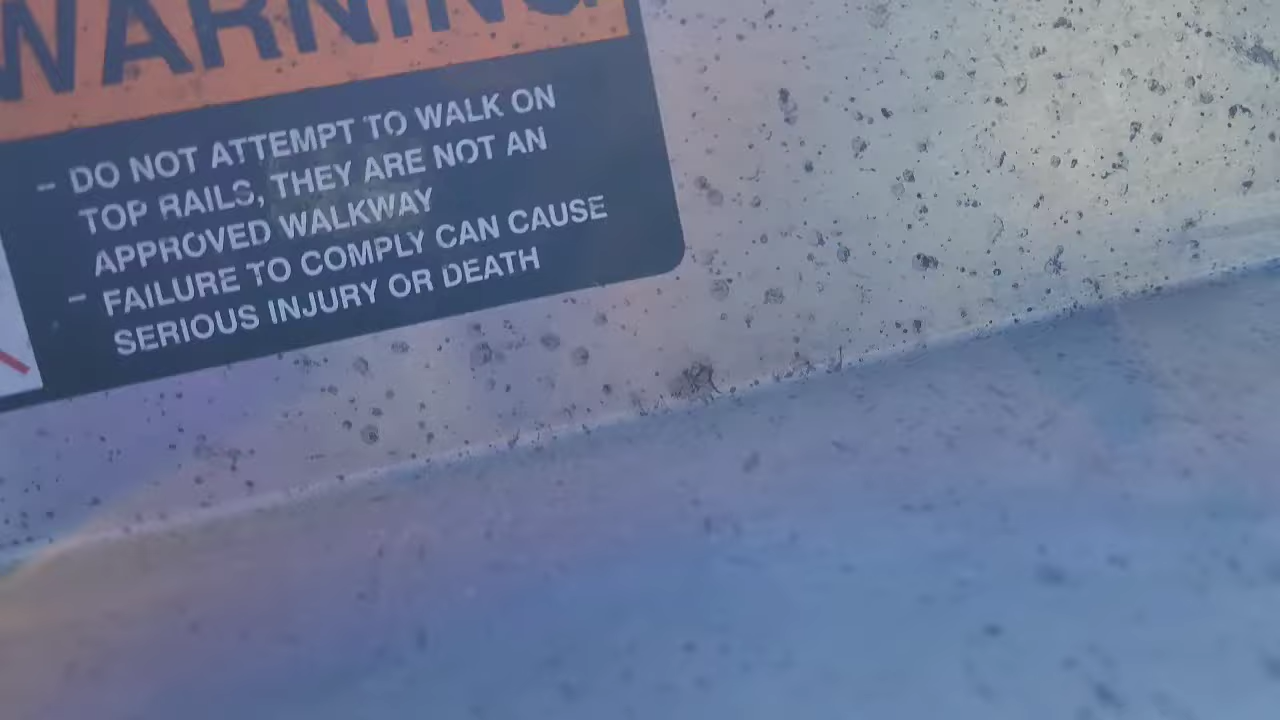 WARNING
- DO NOT ATTEMPT TO WALK ON
TOP RAILS, THEY ARE NOT AN
APPROVED WALKWAY
- FAILURE TO COMPLY CAN CAUSE
SERIOUS INJURY OR DEATH